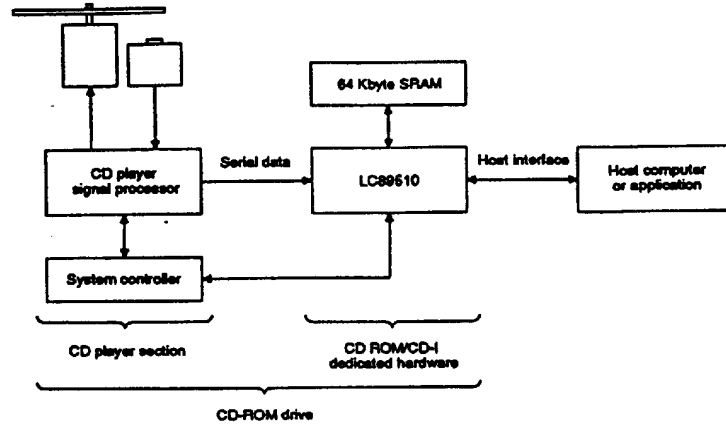 64 Kbyte SRAM
CD player
signal processor
Serial data
LC89510
Host interface
Host computer
or application
System controller
CD player section
CD ROM/CD-I
dedicated hardware
CD-ROM drive